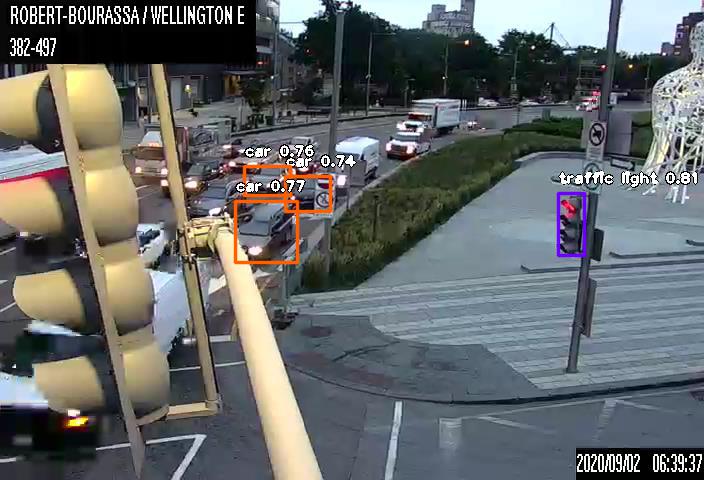 ROBERT-BOURASSA / WELLINGTON E
382-497
car 0.76
car 0.74
car 0.77
traffic light 0.81
2020/09/02 06:39:37